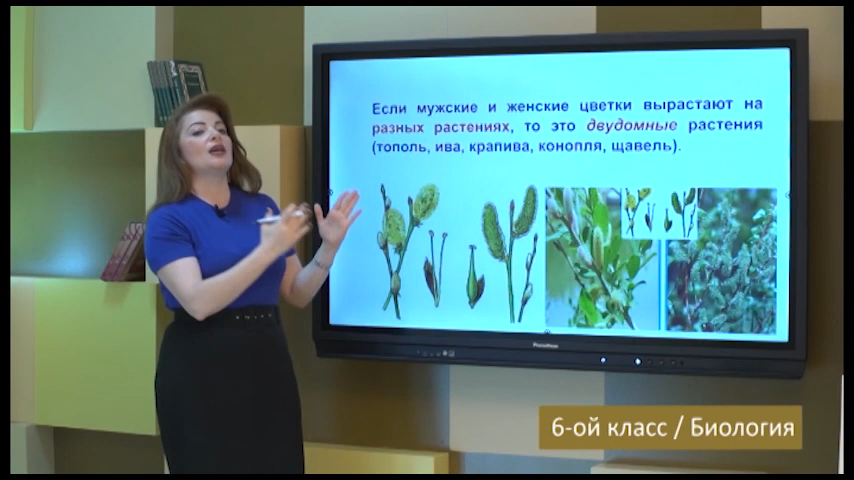 Если мужские и женские цветки вырастают на
разных растениях, то это двудомные растения
(тополь, ива, крапива, конопля, щавель).
Promethean
6-ой класс / Биология